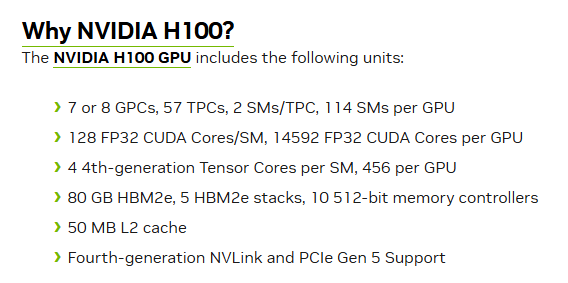 Why NVIDIA H100?
The NVIDIA H100 GPU includes the following units:
› 7 or 8 GPCs, 57 TPCs, 2 SMs/TPC, 114 SMs per GPU
› 128 FP32 CUDA Cores/SM, 14592 FP32 CUDA Cores per GPU
› 4 4th-generation Tensor Cores per SM, 456 per GPU
› 80 GB HBM2e, 5 HBM2e stacks, 10 512-bit memory controllers
› 50 MB L2 cache
› Fourth-generation NVLink and PCIe Gen 5 Support